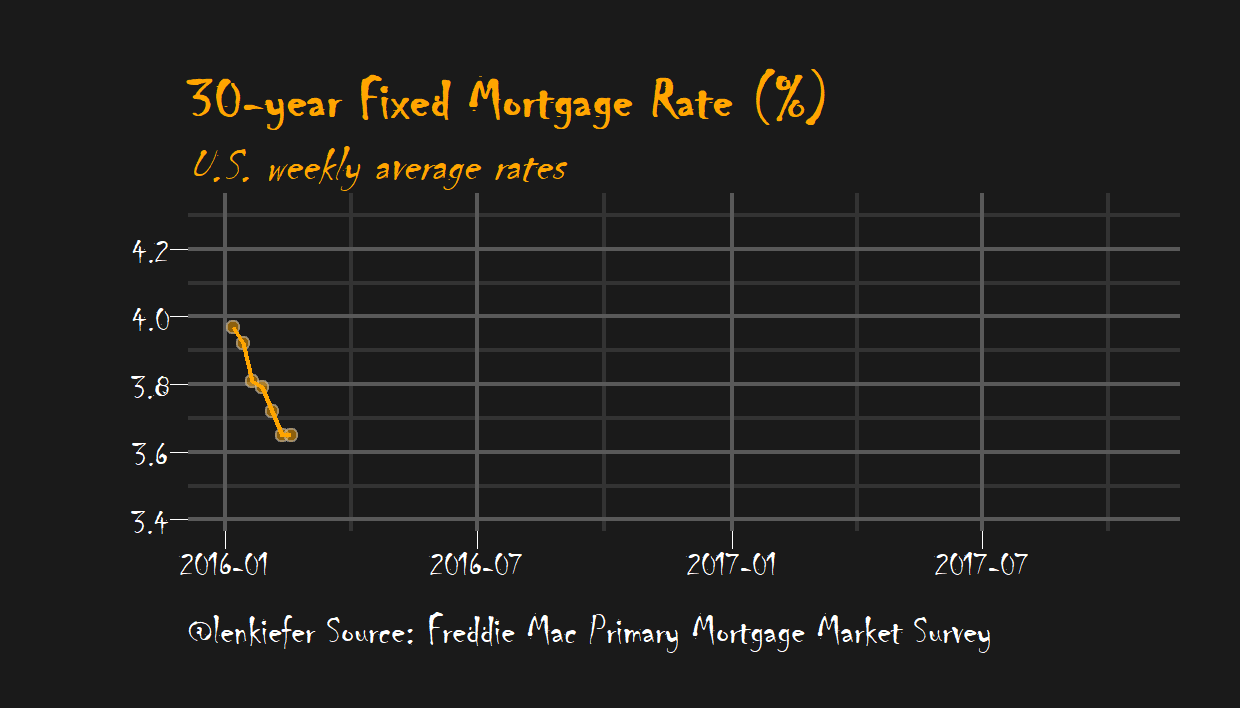 30-year Fixed Mortgage Rate (%)
U.S. weekly average rates
4.2
4.0
3.8
3.6
3.4
2016-01 2016-07 2017-01 2017-07
@lenkiefer Source: Freddie Mac Primary Mortgage Market Survey